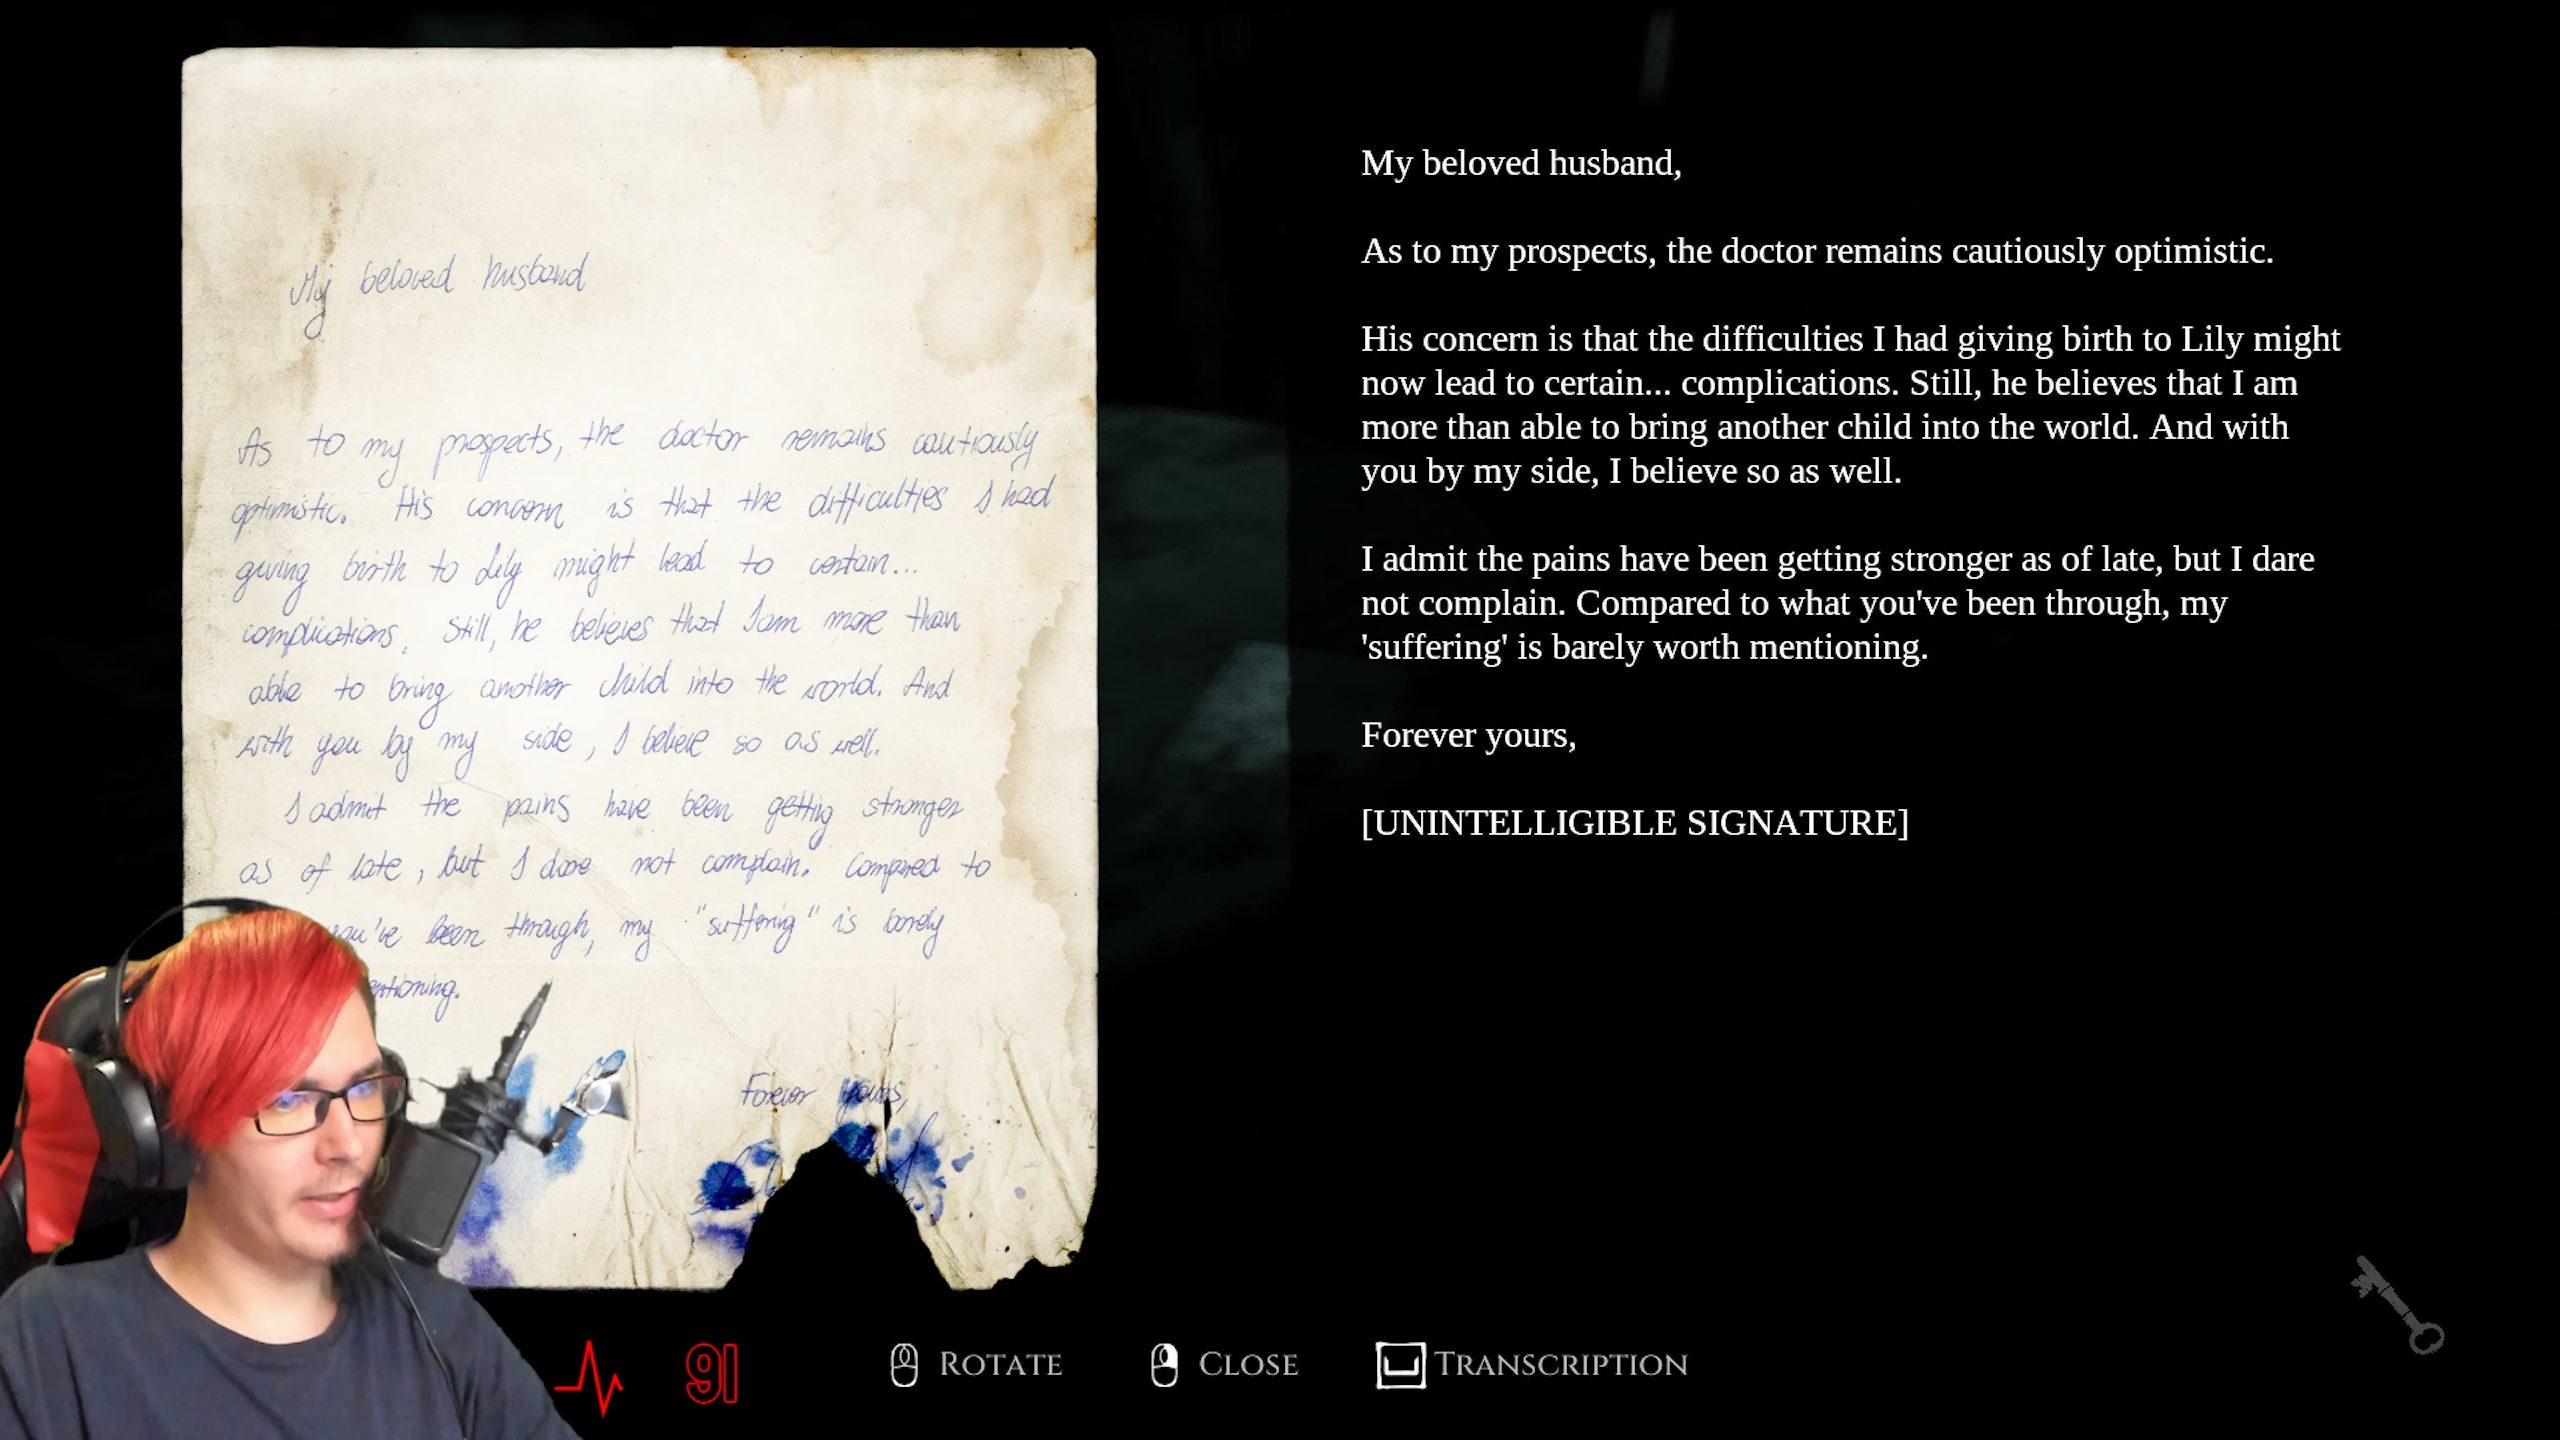 My beloved husband
As to my prospects, the doctor remains cautiously
optimistic. His concern is that the difficulties I had
giving birth to Lily might lead to certain...
complications. Still, he believes that I am more than
able to bring another child into the world. And
with you by my side, I believe so as well.
I admit the pains have been getting stronger
as of late, but I dare not complain. Compared to
you've been through, my "suffering" is barely
entioning.
Forever yours,
My beloved husband,
As to my prospects, the doctor remains cautiously optimistic.
His concern is that the difficulties I had giving birth to Lily might
now lead to certain... complications. Still, he believes that I am
more than able to bring another child into the world. And with
you by my side, I believe so as well.
I admit the pains have been getting stronger as of late, but I dare
not complain. Compared to what you've been through, my
'suffering' is barely worth mentioning.
Forever yours,
[UNINTELLIGIBLE SIGNATURE]
91
ROTATE
CLOSE
TRANSCRIPTION